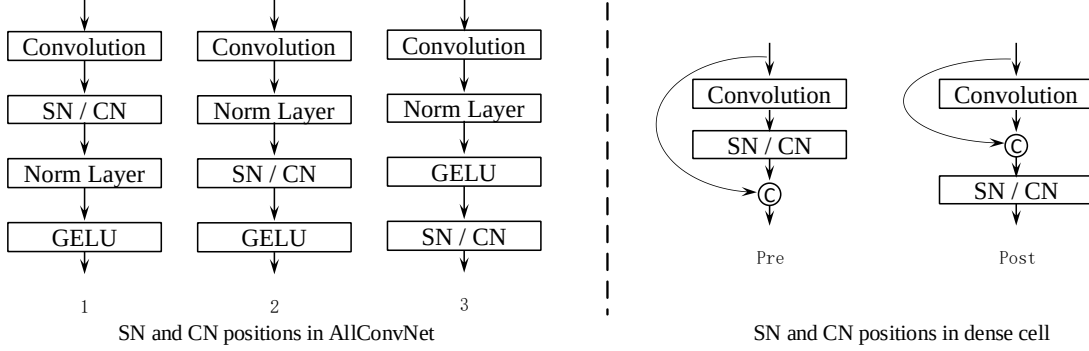 Convolution
SN / CN
Norm Layer
GELU
1
Convolution
Norm Layer
SN / CN
GELU
2
Convolution
Norm Layer
GELU
SN / CN
3
SN and CN positions in AllConvNet
Convolution
SN / CN
C
Pre
Convolution
C
SN / CN
Post
SN and CN positions in dense cell